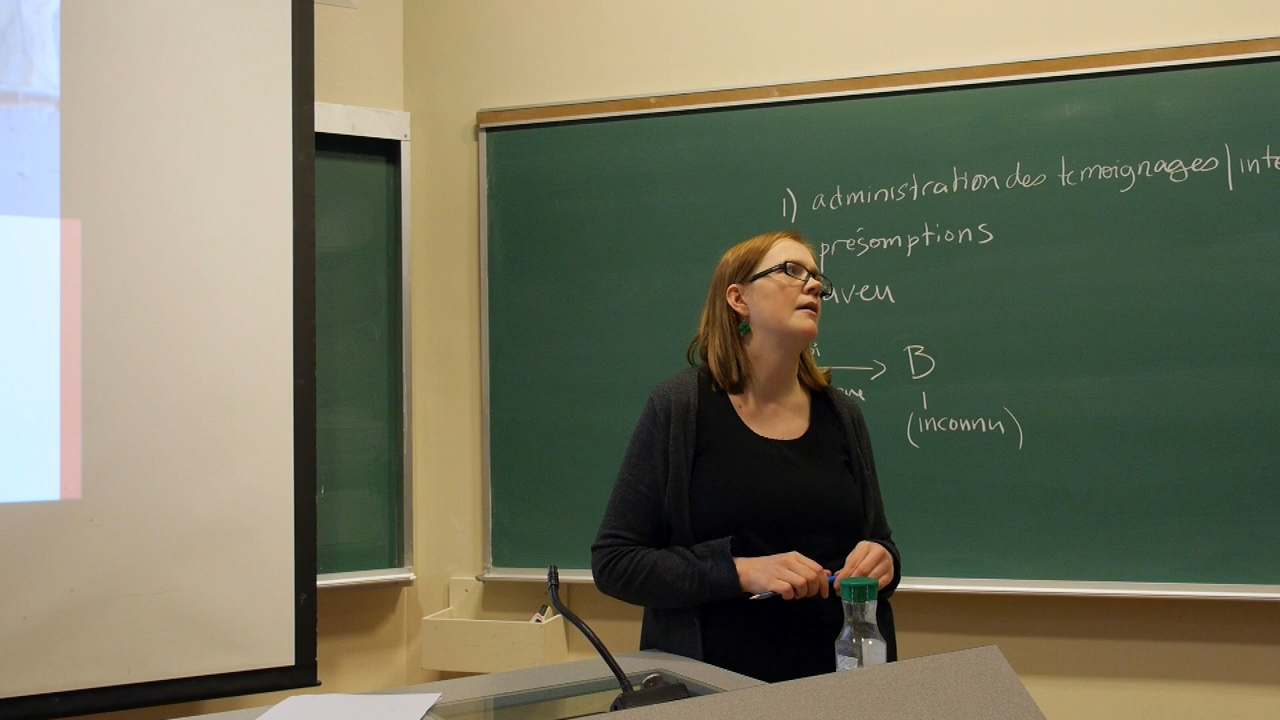 1) administration des témoignages / inte
présomptions
aveu
B
(inconnu)